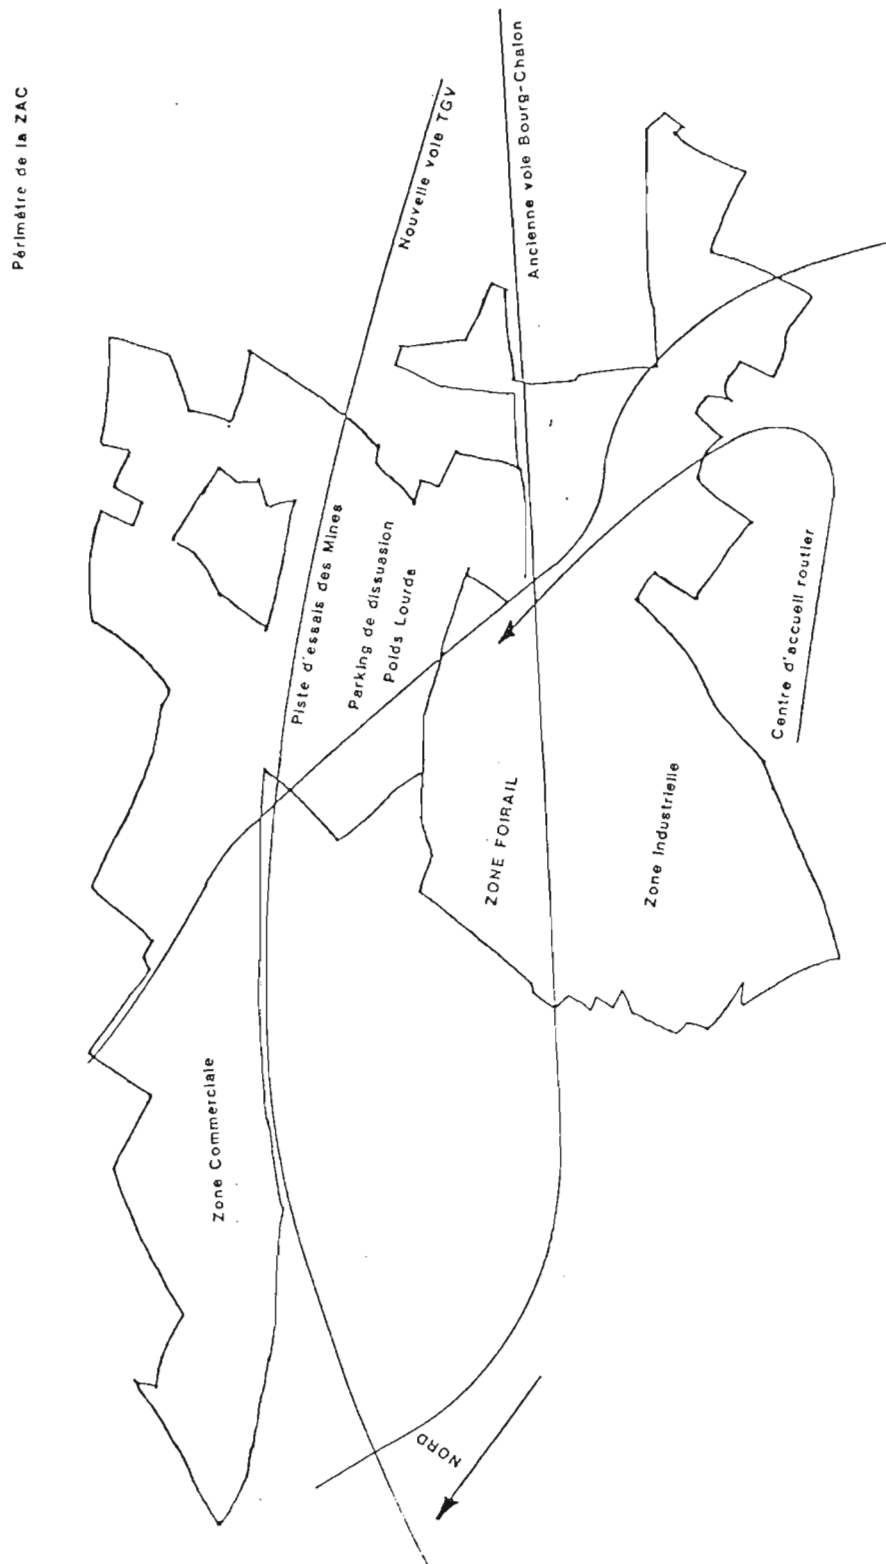 Périmètre de la ZAC
Nouvelle voie TGV
Ancienne voie Bourg-Chalon
Piste d'essais des Mines
Parking de dissuasion
Poids Lourds
Centre d'accueil routier
ZONE FOIRAIL
Zone Industrielle
Zone Commerciale
NORD